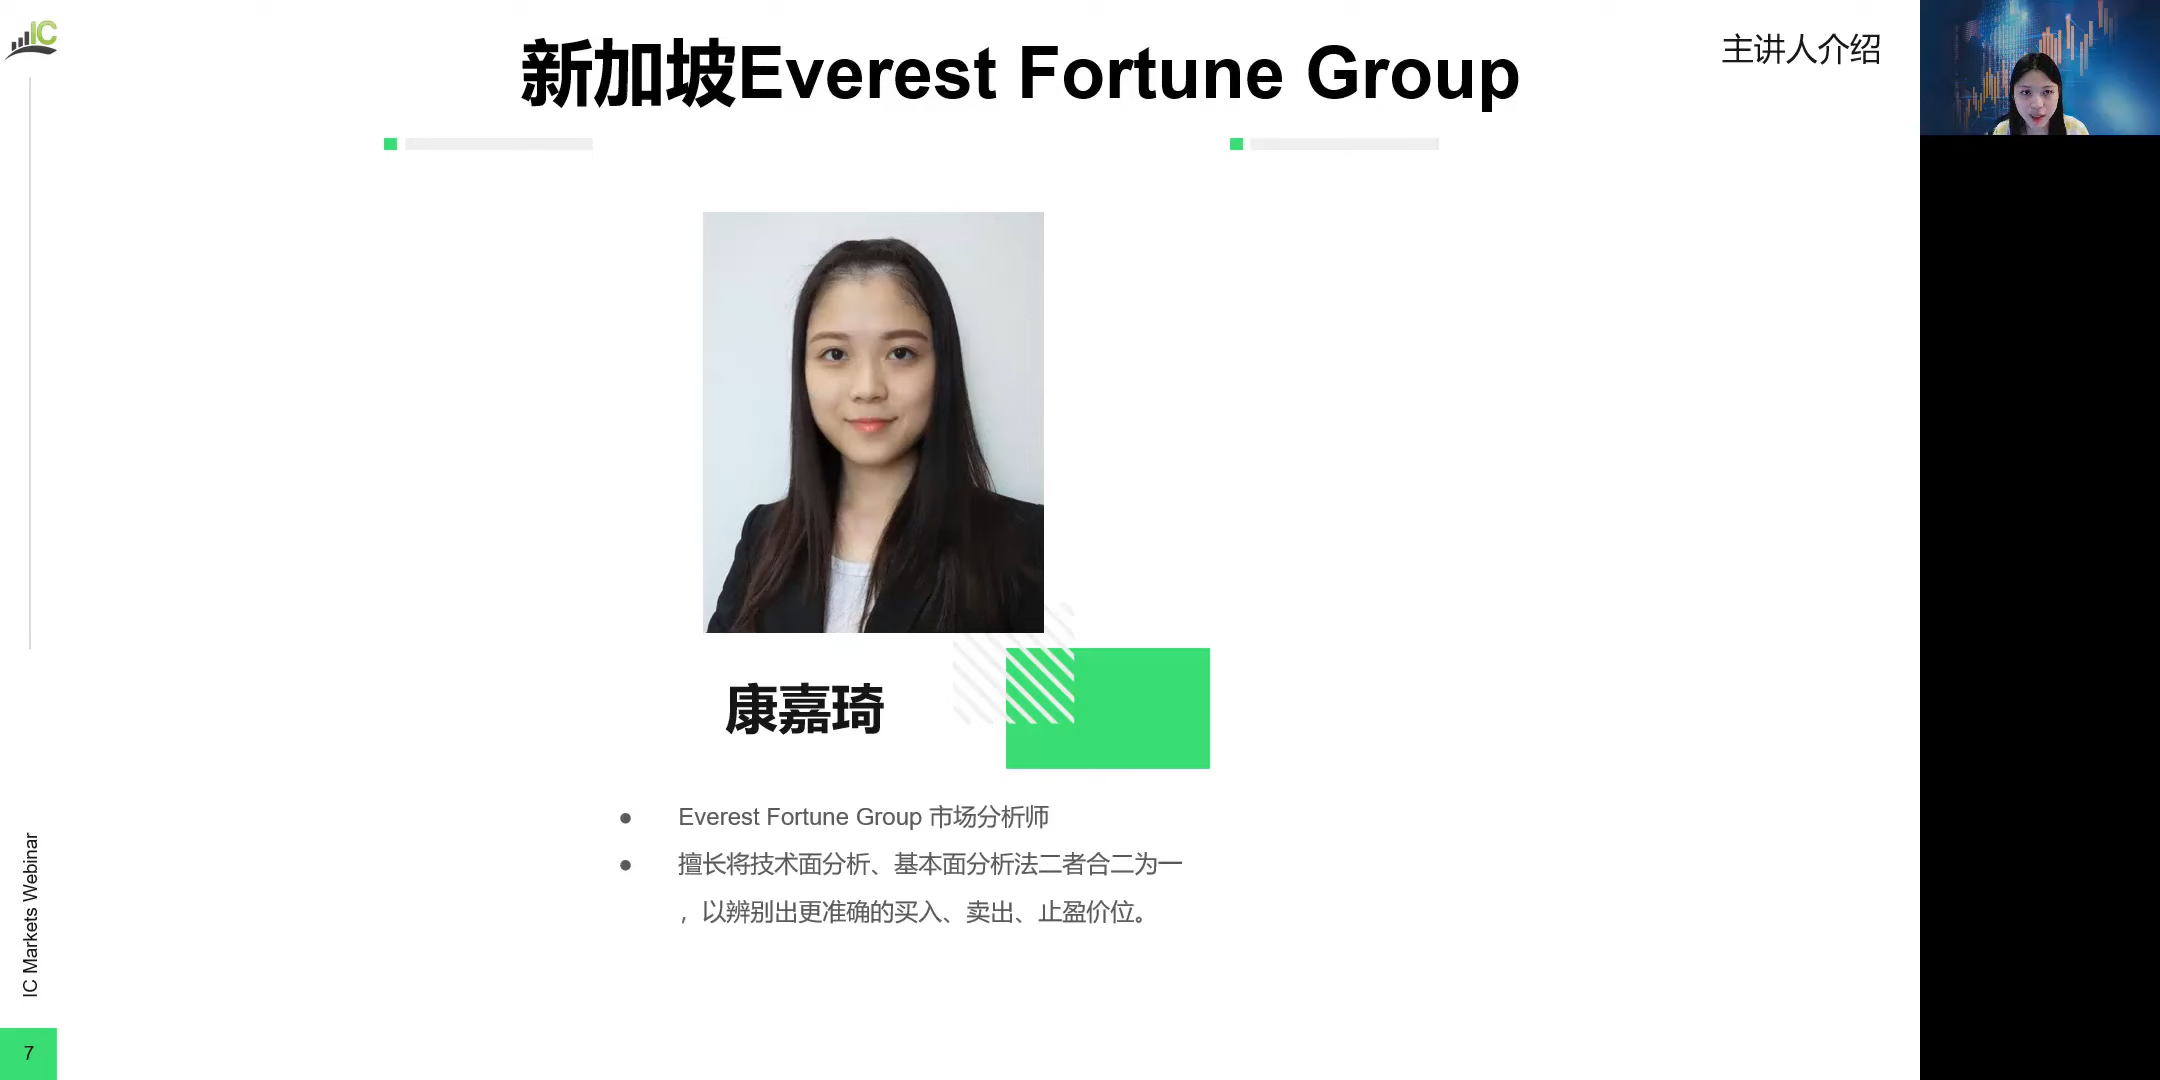 IC
新加坡Everest Fortune Group
主讲人介绍
康嘉琦
● Everest Fortune Group 市场分析师
● 擅长将技术面分析、基本面分析法二者合二为一
，以辨别出更准确的买入、卖出、止盈价位。
IC Markets Webinar
7